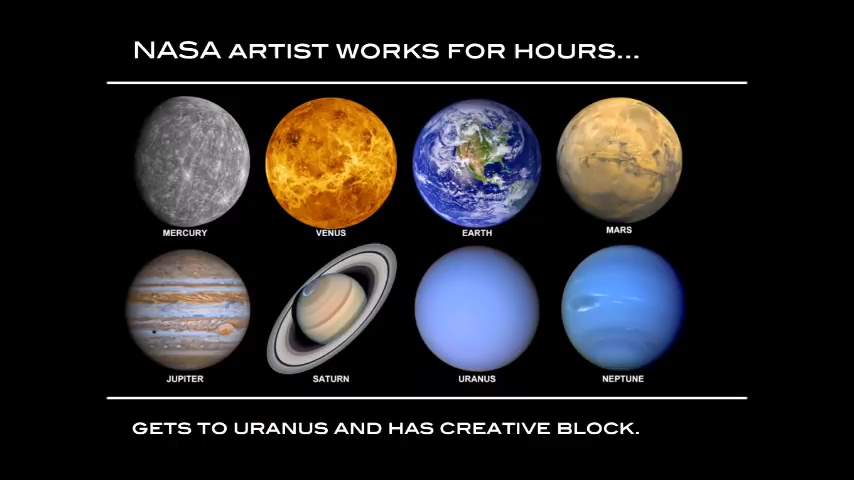 NASA ARTIST WORKS FOR HOURS...
MERCURY VENUS EARTH MARS
JUPITER SATURN URANUS NEPTUNE
GETS TO URANUS AND HAS CREATIVE BLOCK.